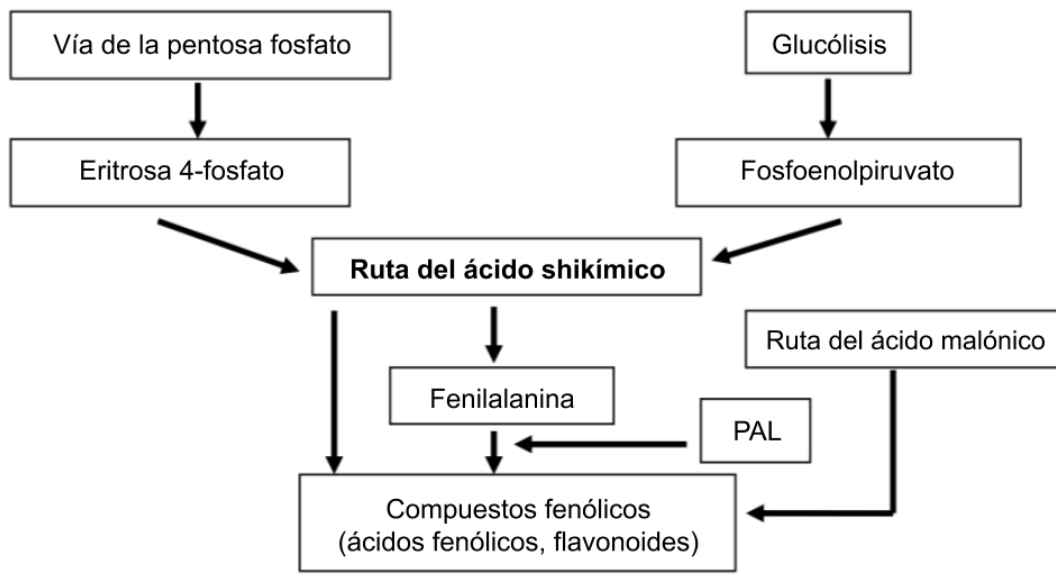 Vía de la pentosa fosfato
Glucólisis
Eritrosa 4-fosfato
Fosfoenolpiruvato
Ruta del ácido shikímico
Ruta del ácido malónico
Fenilalanina
PAL
Compuestos fenólicos
(ácidos fenólicos, flavonoides)